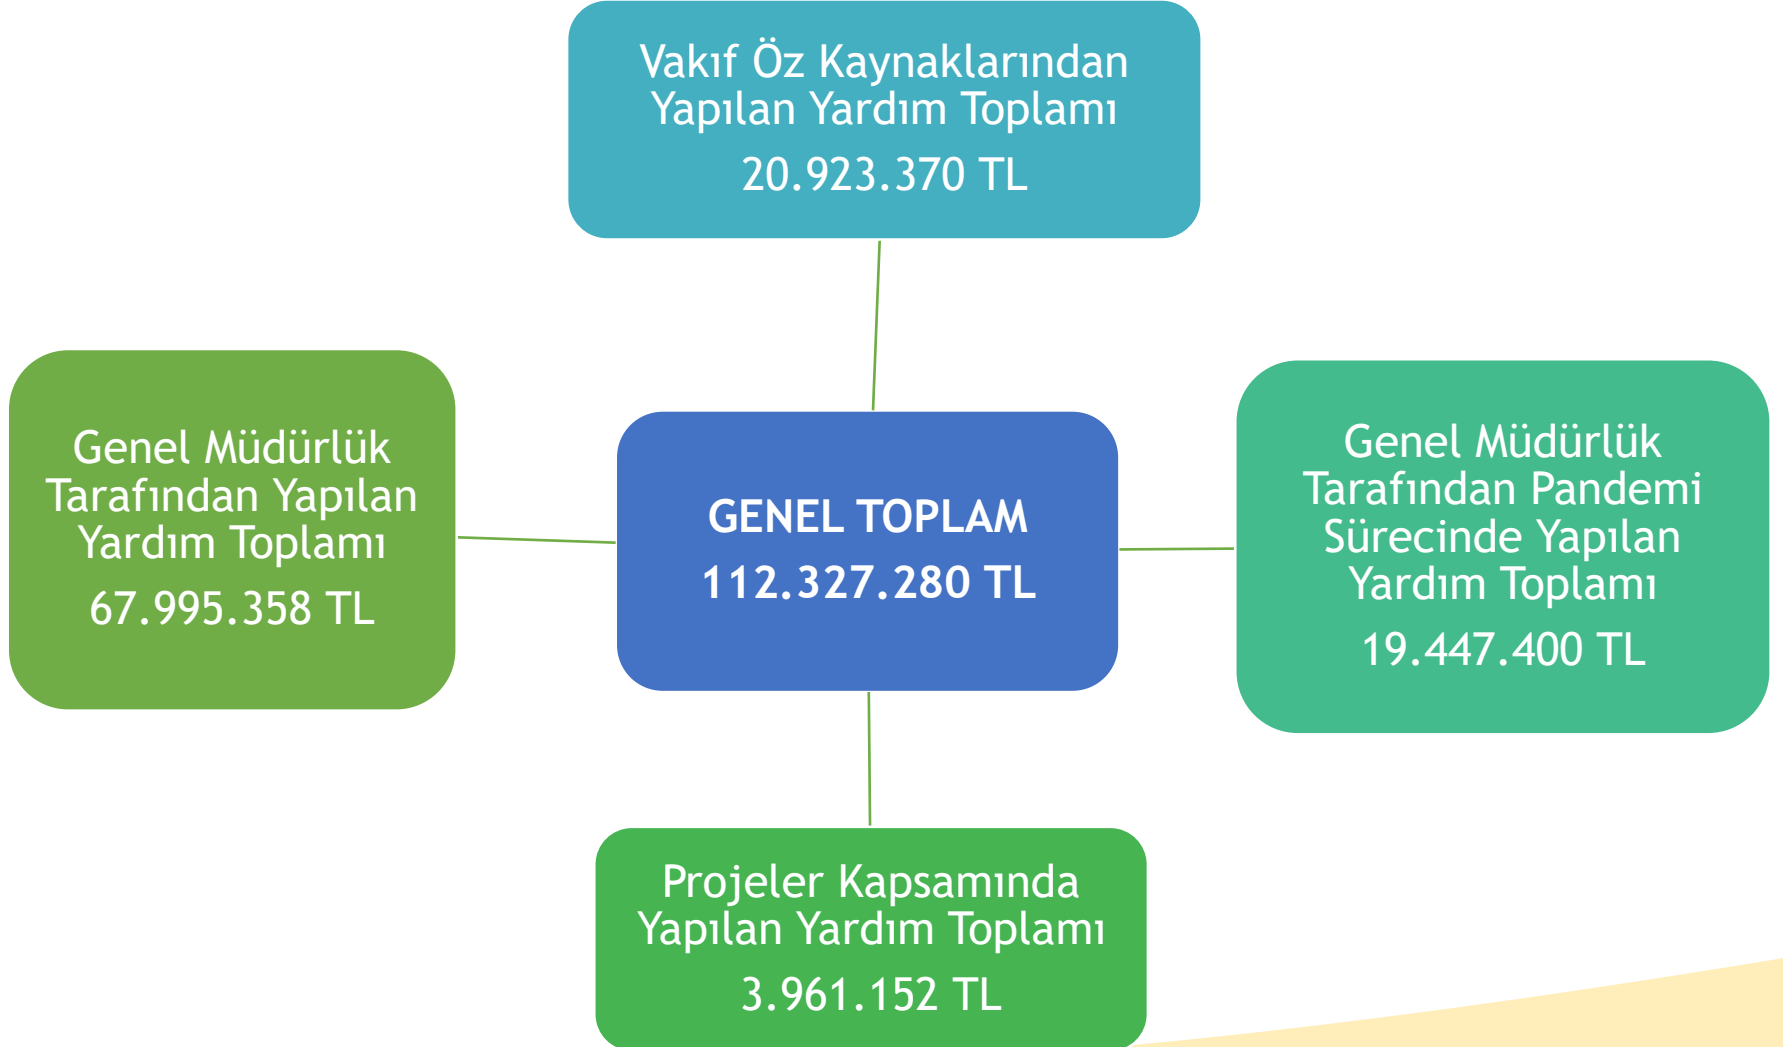 Vakıf Öz Kaynaklarından
Yapılan Yardım Toplamı
20.923.370 TL
Genel Müdürlük
Tarafından Yapılan
Yardım Toplamı
67.995.358 TL
GENEL TOPLAM
112.327.280 TL
Genel Müdürlük
Tarafından Pandemi
Sürecinde Yapılan
Yardım Toplamı
19.447.400 TL
Projeler Kapsamında
Yapılan Yardım Toplamı
3.961.152 TL